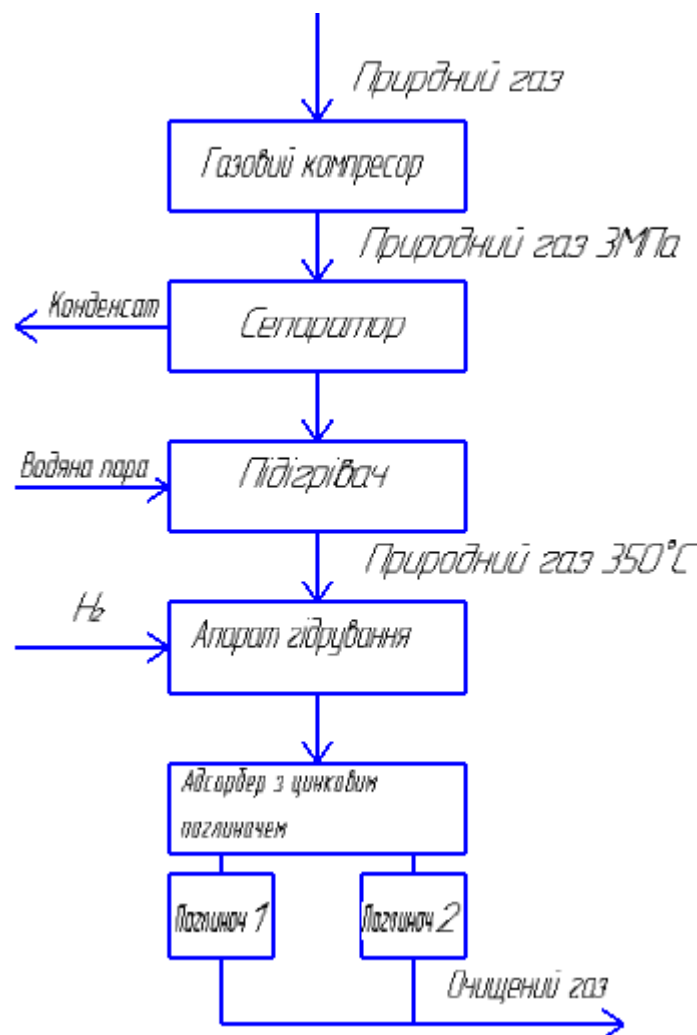 Прирдний газ
Газовий компресор
Природний газ 3МПа
Конденсат
Сепаратор
Водяна пара
Підігрівач
Природний газ 350°С
H₂
Апарат гідрування
Адсорбер з цинковим
поглиначем
Поглинач 1
Поглинач 2
Очищений газ